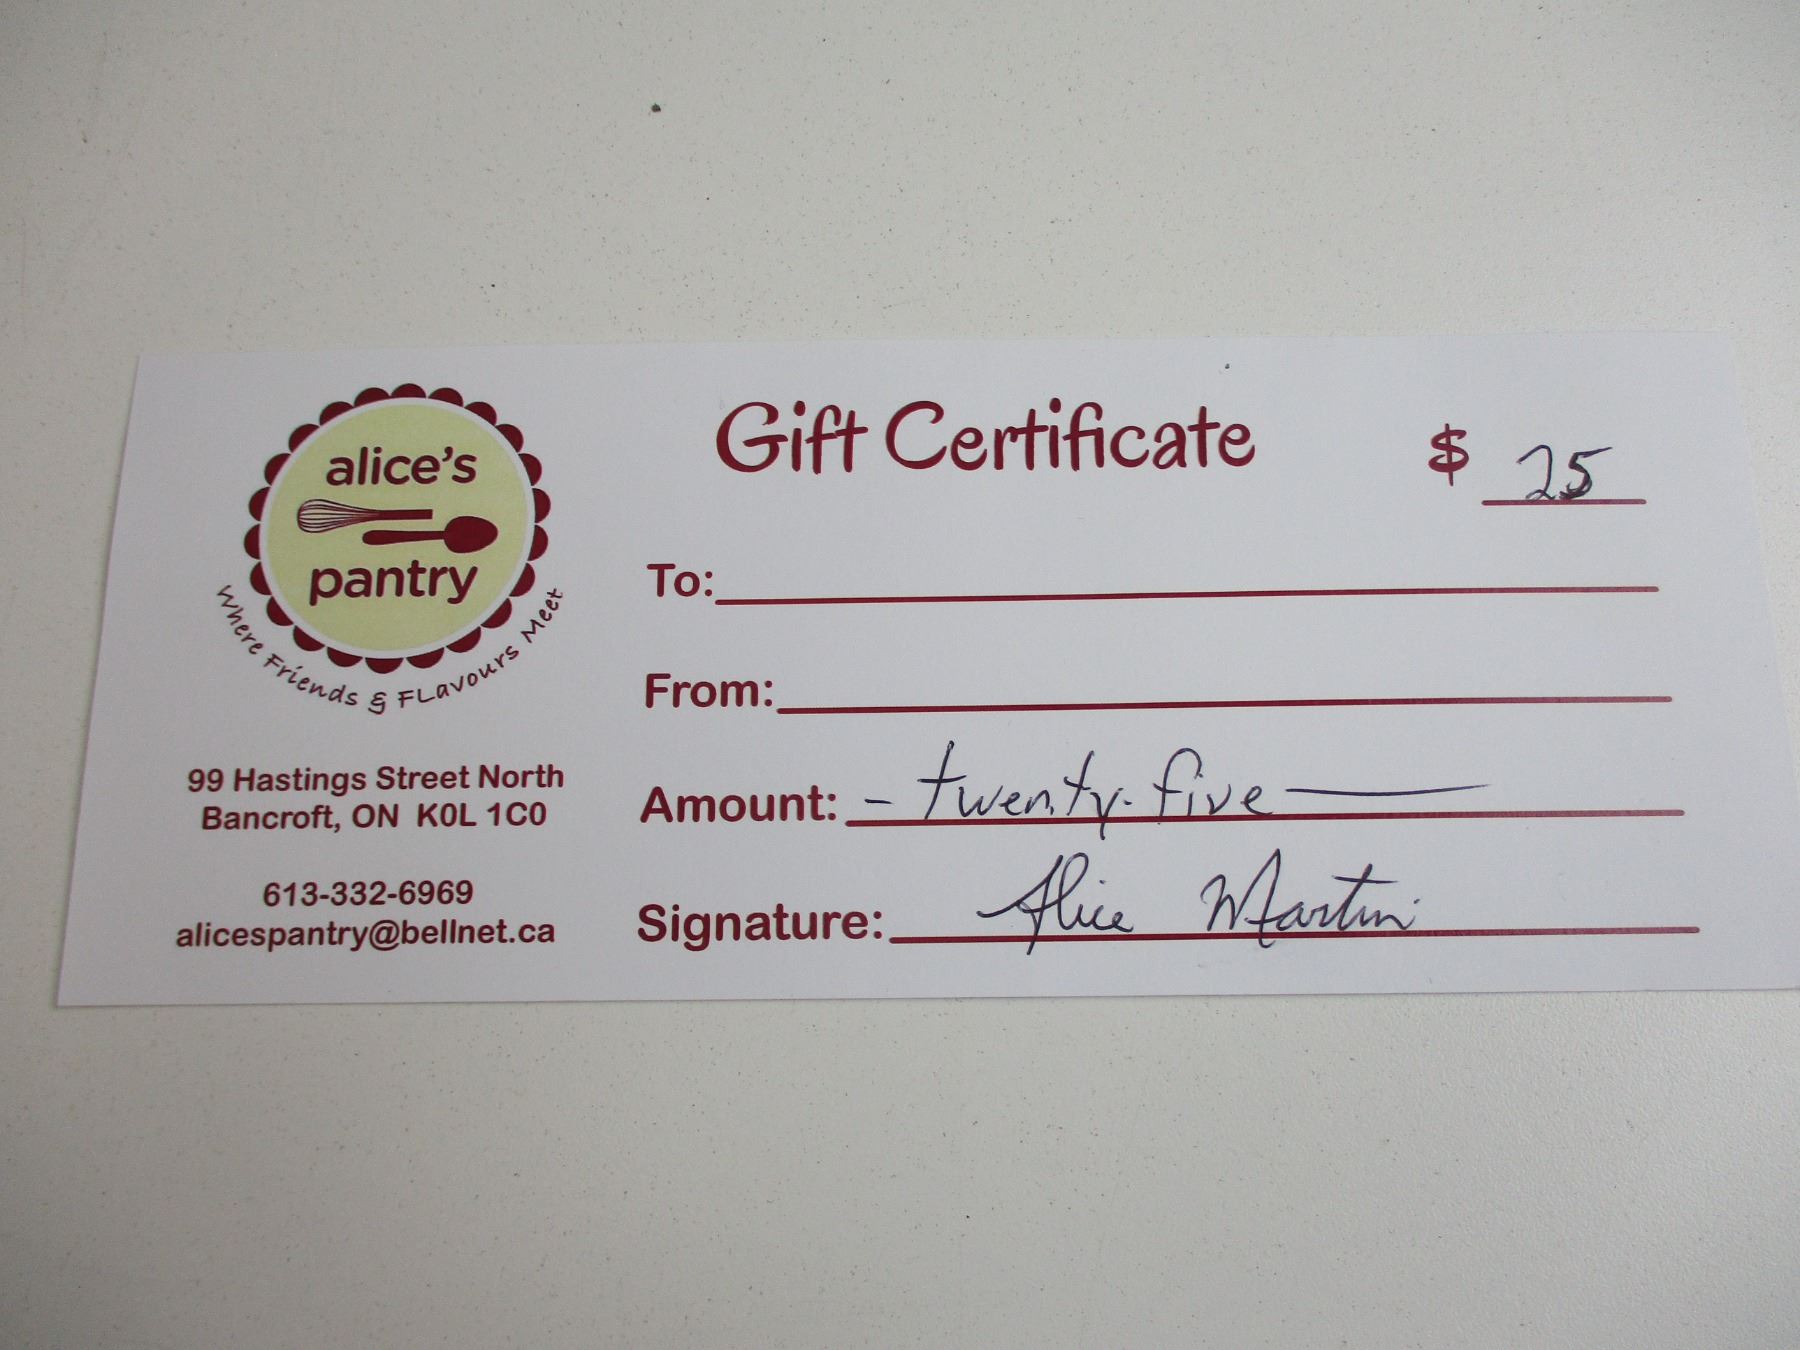 alice's
pantry
Where Friends & Flavours Meet
99 Hastings Street North
Bancroft, ON K0L 1C0
613-332-6969
alicespantry@bellnet.ca
Gift Certificate
$ 25
To:
From:
Amount: - twenty-five
Signature: Alice Martin